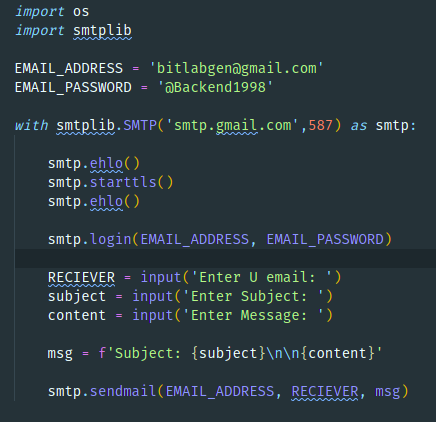 import os
import smtplib
EMAIL_ADDRESS = 'bitlabgen@gmail.com'
EMAIL_PASSWORD = '@Backend1998'
with smtplib.SMTP('smtp.gmail.com',587) as smtp:
smtp.ehlo()
smtp.starttls()
smtp.ehlo()
smtp.login(EMAIL_ADDRESS, EMAIL_PASSWORD)
RECIEVER = input('Enter U email: ')
subject = input('Enter Subject: ')
content = input('Enter Message: ')
msg = f'Subject: {subject}\n\n{content}'
smtp.sendmail(EMAIL_ADDRESS, RECIEVER, msg)